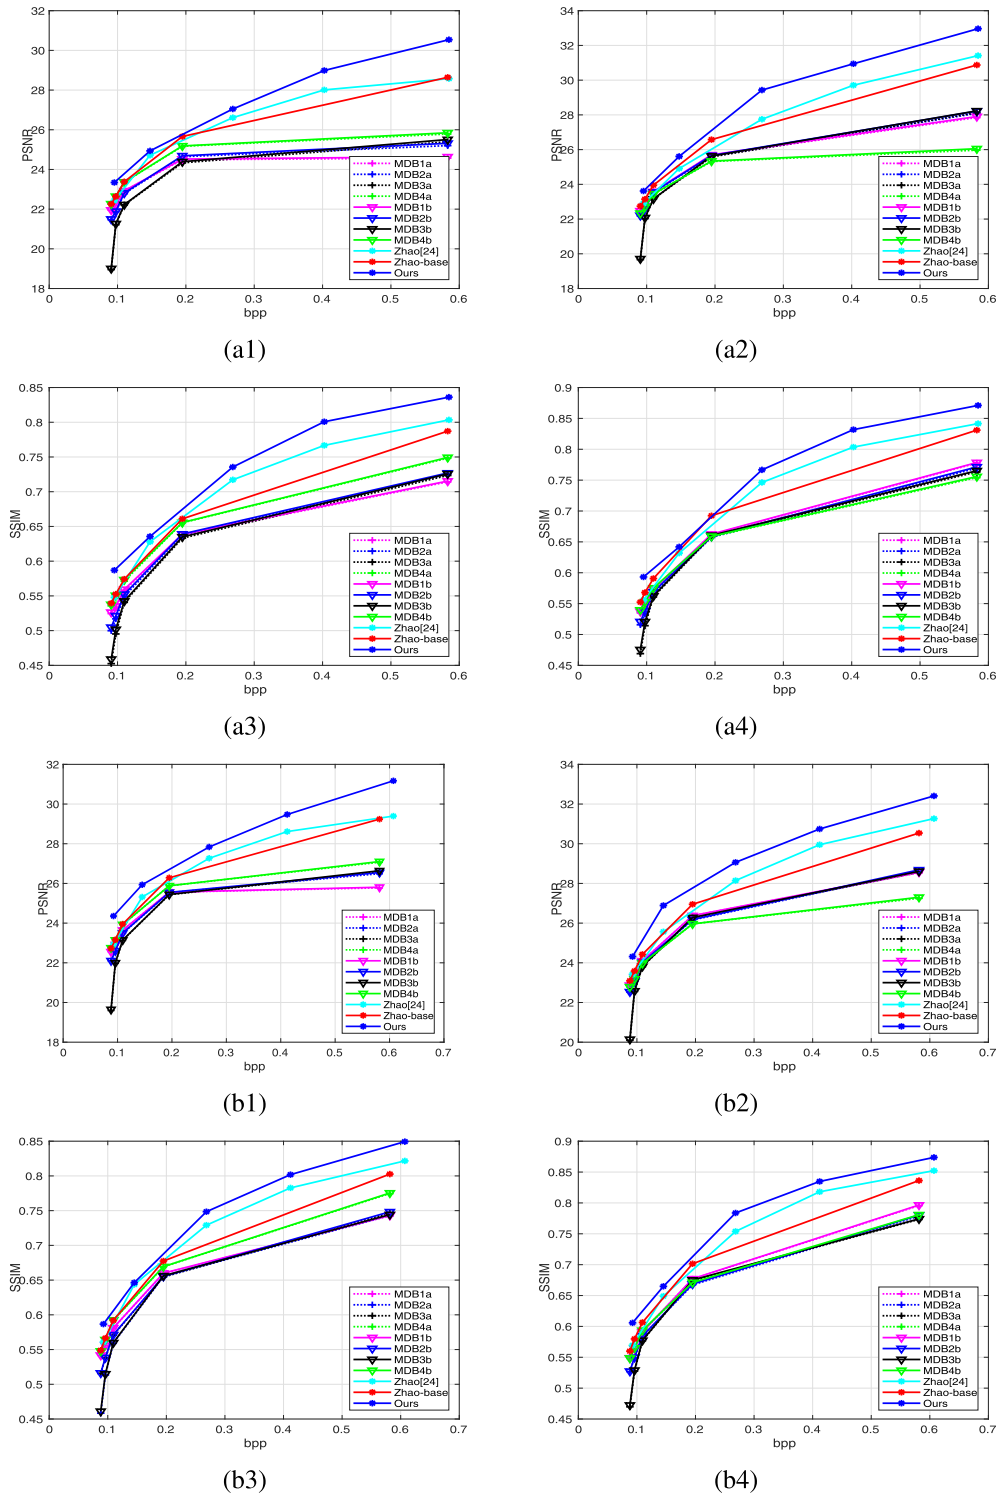 32
30
28
26
24
22
20
18
PSNR
0 0.1 0.2 0.3 0.4 0.5 0.6
bpp
MDB1a
MDB2a
MDB3a
MDB4a
MDB1b
MDB2b
MDB3b
MDB4b
Zhao[24]
Zhao-base
Ours
(a1)
34
32
30
28
26
24
22
20
18
PSNR
0 0.1 0.2 0.3 0.4 0.5 0.6
bpp
MDB1a
MDB2a
MDB3a
MDB4a
MDB1b
MDB2b
MDB3b
MDB4b
Zhao[24]
Zhao-base
Ours
(a2)
0.85
0.8
0.75
0.7
0.65
0.6
0.55
0.5
0.45
SSIM
0 0.1 0.2 0.3 0.4 0.5 0.6
bpp
MDB1a
MDB2a
MDB3a
MDB4a
MDB1b
MDB2b
MDB3b
MDB4b
Zhao[24]
Zhao-base
Ours
(a3)
0.9
0.85
0.8
0.75
0.7
0.65
0.6
0.55
0.5
0.45
SSIM
0 0.1 0.2 0.3 0.4 0.5 0.6
bpp
MDB1a
MDB2a
MDB3a
MDB4a
MDB1b
MDB2b
MDB3b
MDB4b
Zhao[24]
Zhao-base
Ours
(a4)
32
30
28
26
24
22
20
18
PSNR
0 0.1 0.2 0.3 0.4 0.5 0.6 0.7
bpp
MDB1a
MDB2a
MDB3a
MDB4a
MDB1b
MDB2b
MDB3b
MDB4b
Zhao[24]
Zhao-base
Ours
(b1)
34
32
30
28
26
24
22
20
PSNR
0 0.1 0.2 0.3 0.4 0.5 0.6 0.7
bpp
MDB1a
MDB2a
MDB3a
MDB4a
MDB1b
MDB2b
MDB3b
MDB4b
Zhao[24]
Zhao-base
Ours
(b2)
0.85
0.8
0.75
0.7
0.65
0.6
0.55
0.5
0.45
SSIM
0 0.1 0.2 0.3 0.4 0.5 0.6 0.7
bpp
MDB1a
MDB2a
MDB3a
MDB4a
MDB1b
MDB2b
MDB3b
MDB4b
Zhao[24]
Zhao-base
Ours
(b3)
0.9
0.85
0.8
0.75
0.7
0.65
0.6
0.55
0.5
0.45
SSIM
0 0.1 0.2 0.3 0.4 0.5 0.6 0.7
bpp
MDB1a
MDB2a
MDB3a
MDB4a
MDB1b
MDB2b
MDB3b
MDB4b
Zhao[24]
Zhao-base
Ours
(b4)